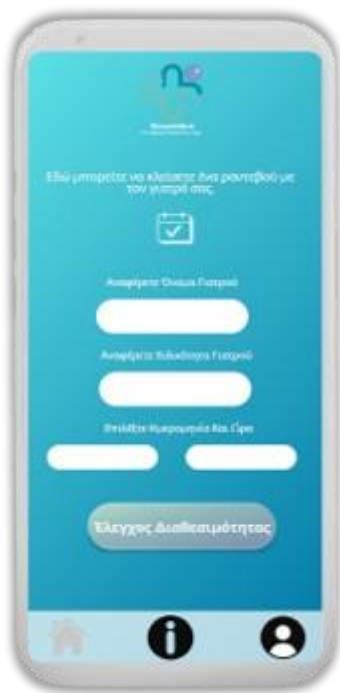 Εδώ μπορείτε να κλείσετε ένα ραντεβού με
τον γιατρό σας.
Αναφέρετε Όνομα Γιατρού
Αναφέρετε Ειδικότητα Γιατρού
Επιλέξτε Ημερομηνία Και Ώρα
Έλεγχος Διαθεσιμότητας